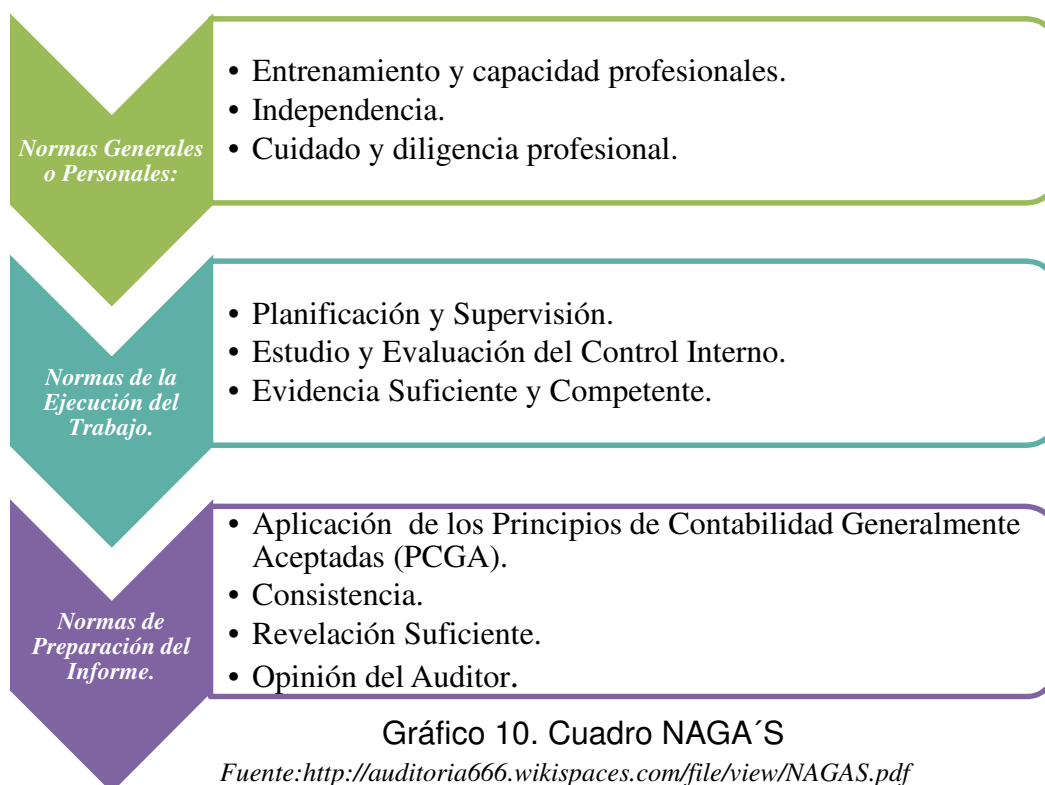 Normas Generales
o Personales:
• Entrenamiento y capacidad profesionales.
• Independencia.
• Cuidado y diligencia profesional.
Normas de la
Ejecución del
Trabajo.
• Planificación y Supervisión.
• Estudio y Evaluación del Control Interno.
• Evidencia Suficiente y Competente.
Normas de
Preparación del
Informe.
• Aplicación de los Principios de Contabilidad Generalmente
Aceptadas (PCGA).
• Consistencia.
• Revelación Suficiente.
• Opinión del Auditor.
Gráfico 10. Cuadro NAGA´S
Fuente:http://auditoria666.wikispaces.com/file/view/NAGAS.pdf